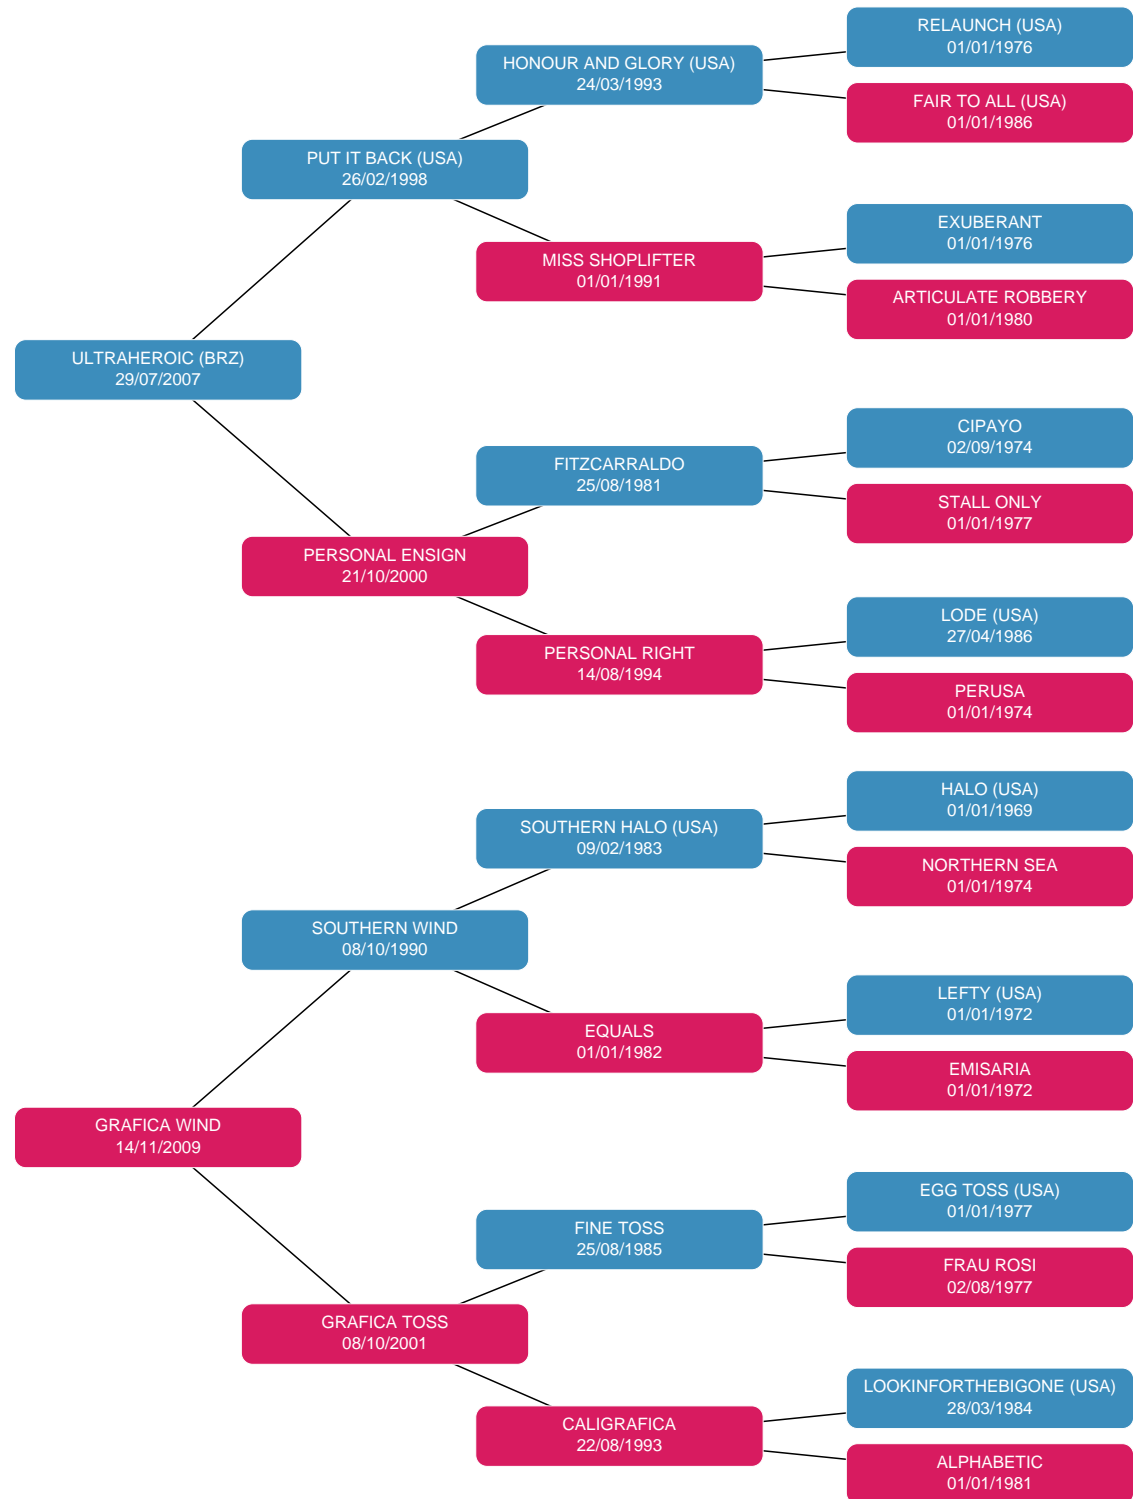 RELAUNCH (USA)
01/01/1976
HONOUR AND GLORY (USA)
24/03/1993
FAIR TO ALL (USA)
01/01/1986
PUT IT BACK (USA)
26/02/1998
EXUBERANT
01/01/1976
MISS SHOPLIFTER
01/01/1991
ARTICULATE ROBBERY
01/01/1980
ULTRAHEROIC (BRZ)
29/07/2007
CIPAYO
02/09/1974
FITZCARRALDO
25/08/1981
STALL ONLY
01/01/1977
PERSONAL ENSIGN
21/10/2000
LODE (USA)
27/04/1986
PERSONAL RIGHT
14/08/1994
PERUSA
01/01/1974
HALO (USA)
01/01/1969
SOUTHERN HALO (USA)
09/02/1983
NORTHERN SEA
01/01/1974
SOUTHERN WIND
08/10/1990
LEFTY (USA)
01/01/1972
EQUALS
01/01/1982
EMISARIA
01/01/1972
GRAFICA WIND
14/11/2009
EGG TOSS (USA)
01/01/1977
FINE TOSS
25/08/1985
FRAU ROSI
02/08/1977
GRAFICA TOSS
08/10/2001
LOOKINFORTHEBIGONE (USA)
28/03/1984
CALIGRAFICA
22/08/1993
ALPHABETIC
01/01/1981